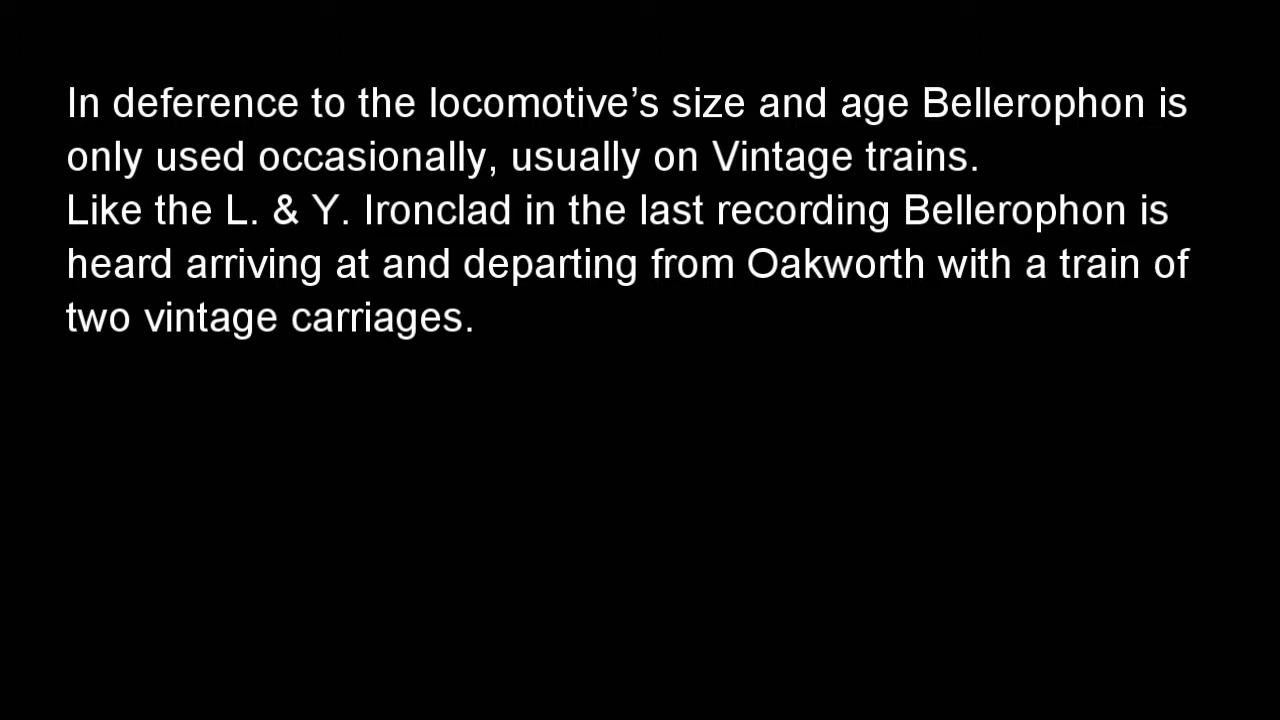 In deference to the locomotive’s size and age Bellerophon is
only used occasionally, usually on Vintage trains.
Like the L. & Y. Ironclad in the last recording Bellerophon is
heard arriving at and departing from Oakworth with a train of
two vintage carriages.